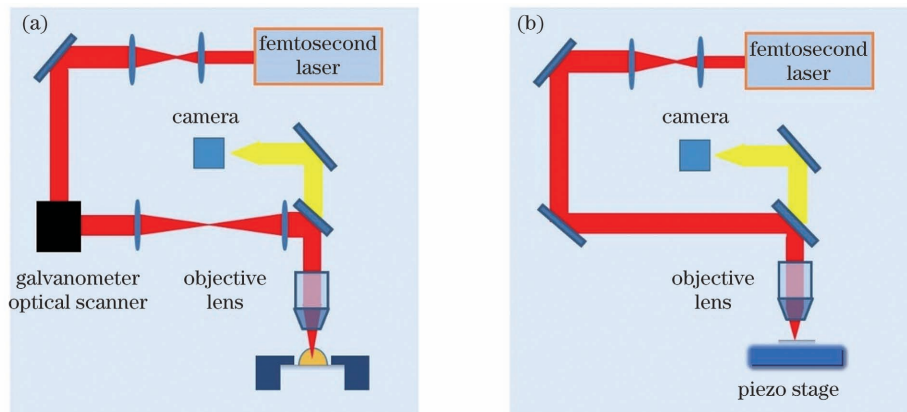 (a)
femtosecond
laser
camera
galvanometer
optical scanner
objective
lens
(b)
femtosecond
laser
camera
objective
lens
piezo stage